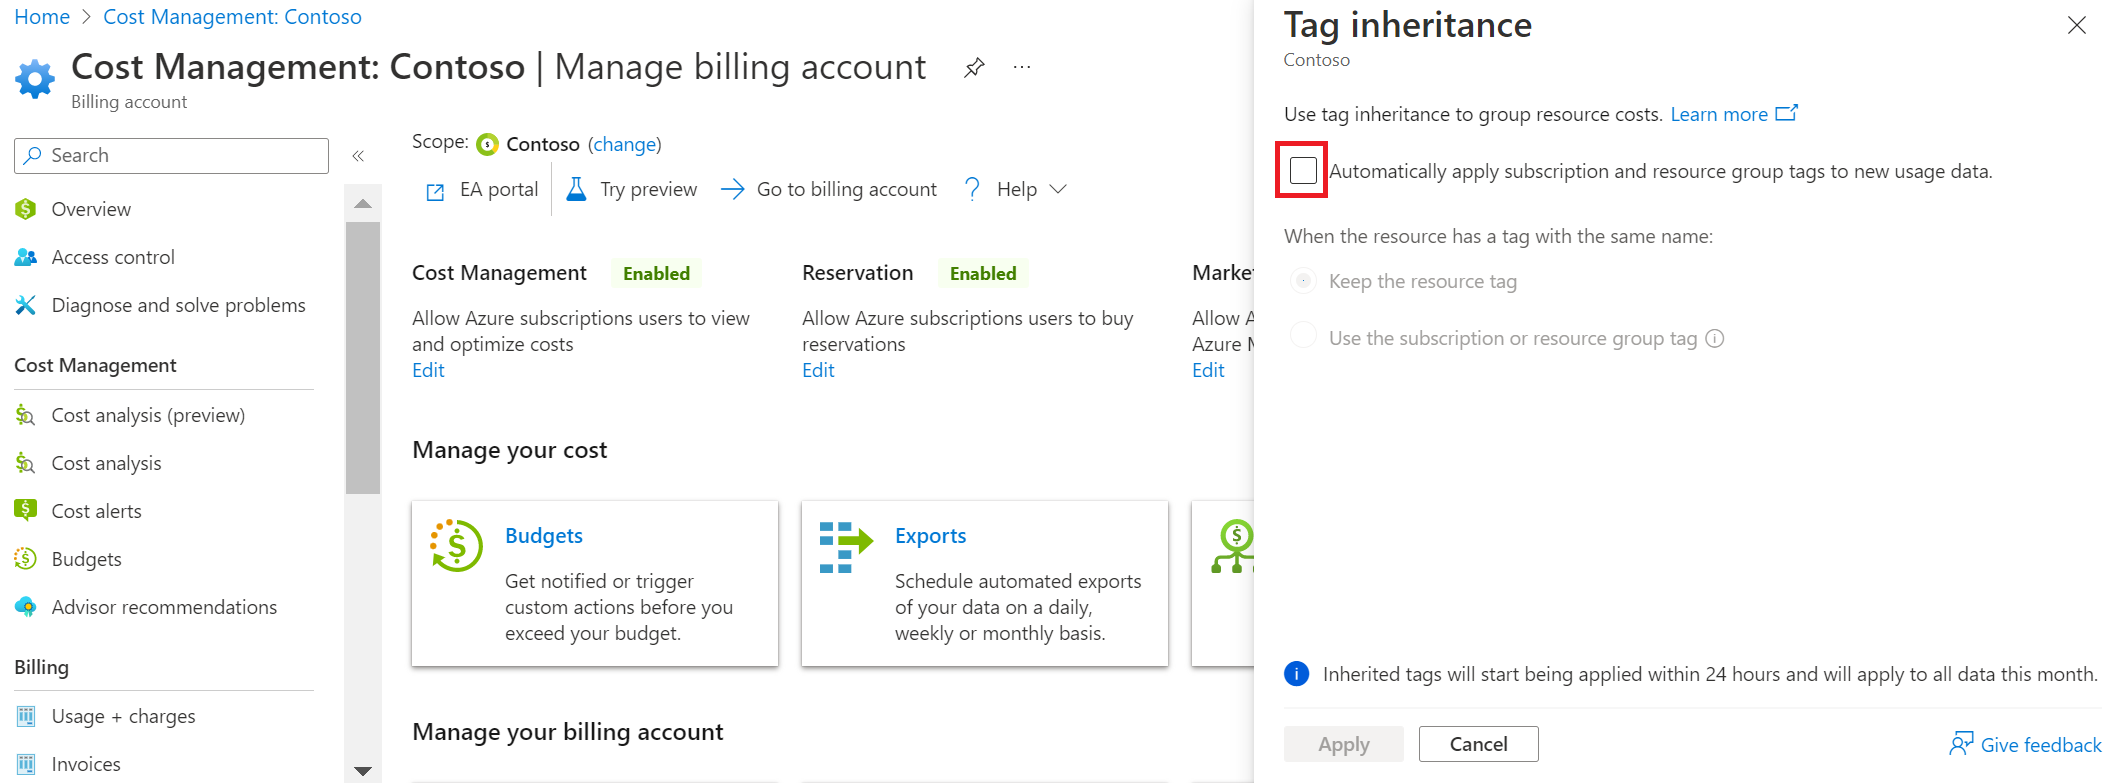 Home > Cost Management: Contoso
Cost Management: Contoso | Manage billing account
Billing account
Search
Overview
Access control
Diagnose and solve problems
Cost Management
Cost analysis (preview)
Cost analysis
Cost alerts
Budgets
Advisor recommendations
Billing
Usage + charges
Invoices
Scope: Contoso (change)
EA portal
Try preview
Go to billing account
Help
Cost Management Enabled
Allow Azure subscriptions users to view
and optimize costs
Edit
Reservation Enabled
Allow Azure subscriptions users to buy
reservations
Edit
Marke
Allow A
Azure M
Edit
Manage your cost
Budgets
Get notified or trigger
custom actions before you
exceed your budget.
Exports
Schedule automated exports
of your data on a daily,
weekly or monthly basis.
Manage your billing account
Tag inheritance
Contoso
Use tag inheritance to group resource costs. Learn more
Automatically apply subscription and resource group tags to new usage data.
When the resource has a tag with the same name:
Keep the resource tag
Use the subscription or resource group tag
Inherited tags will start being applied within 24 hours and will apply to all data this month.
Apply
Cancel
Give feedback